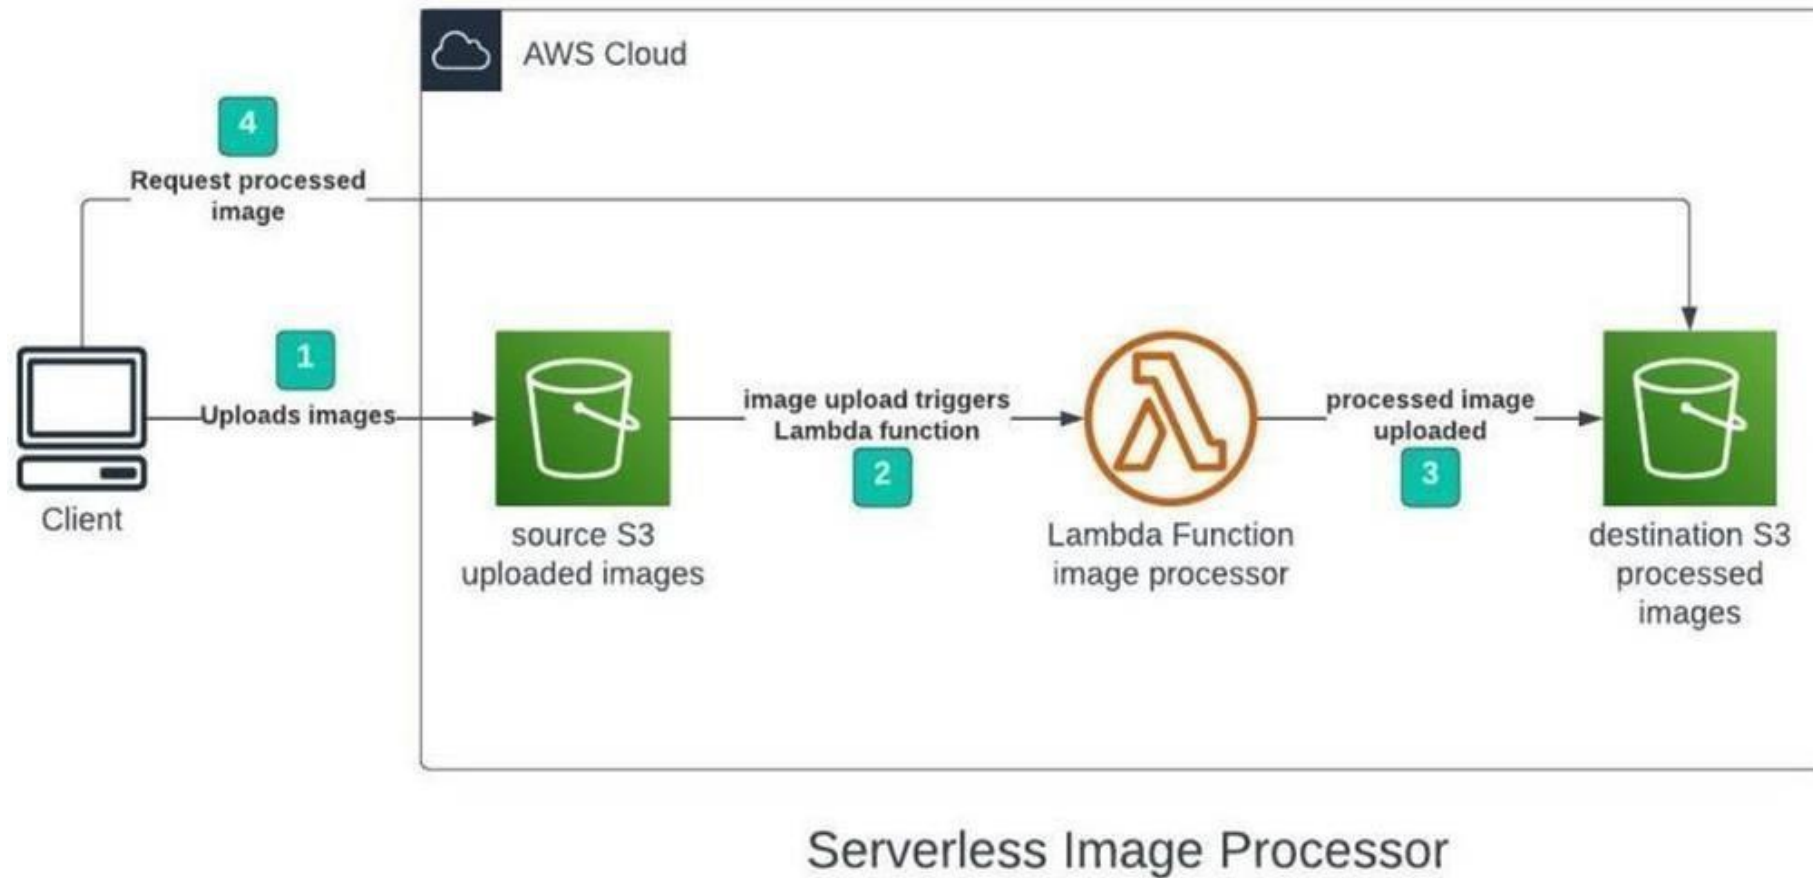 AWS Cloud
4
Request processed
image
1
Uploads images
image upload triggers
Lambda function
2
processed image
uploaded
3
Client
source S3
uploaded images
Lambda Function
image processor
destination S3
processed
images
Serverless Image Processor